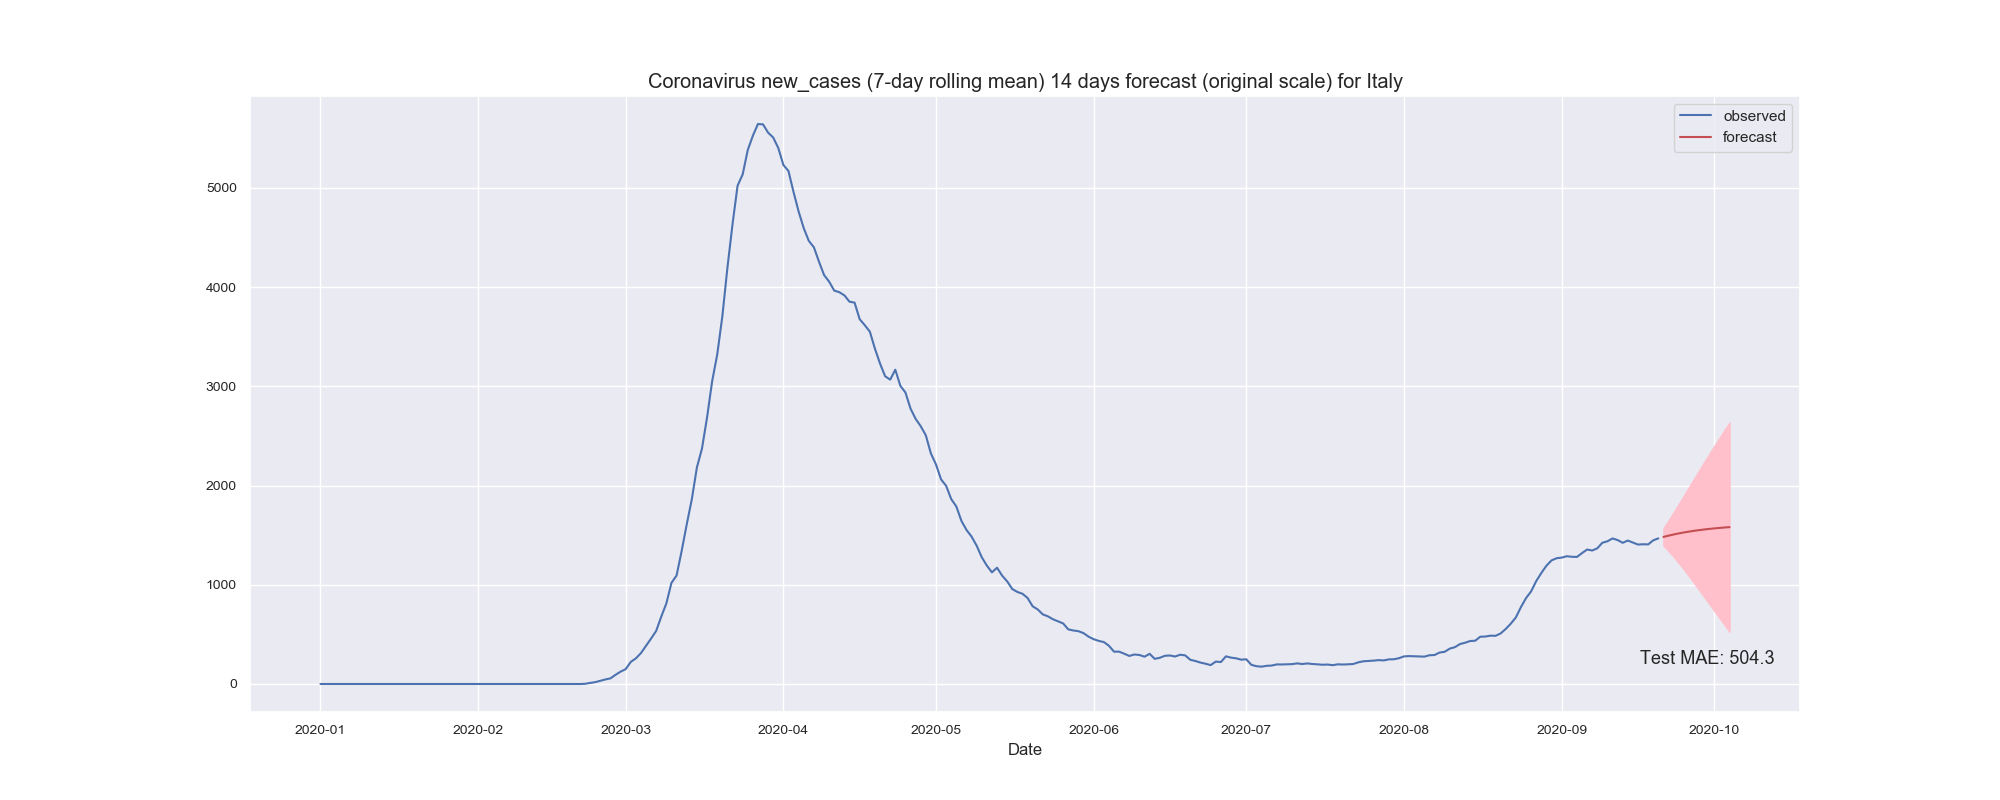 Coronavirus new_cases (7-day rolling mean) 14 days forecast (original scale) for Italy
observed
forecast
5000
4000
3000
2000
1000
0
Test MAE: 504.3
2020-01 2020-02 2020-03 2020-04 2020-05 2020-06 2020-07 2020-08 2020-09 2020-10
Date